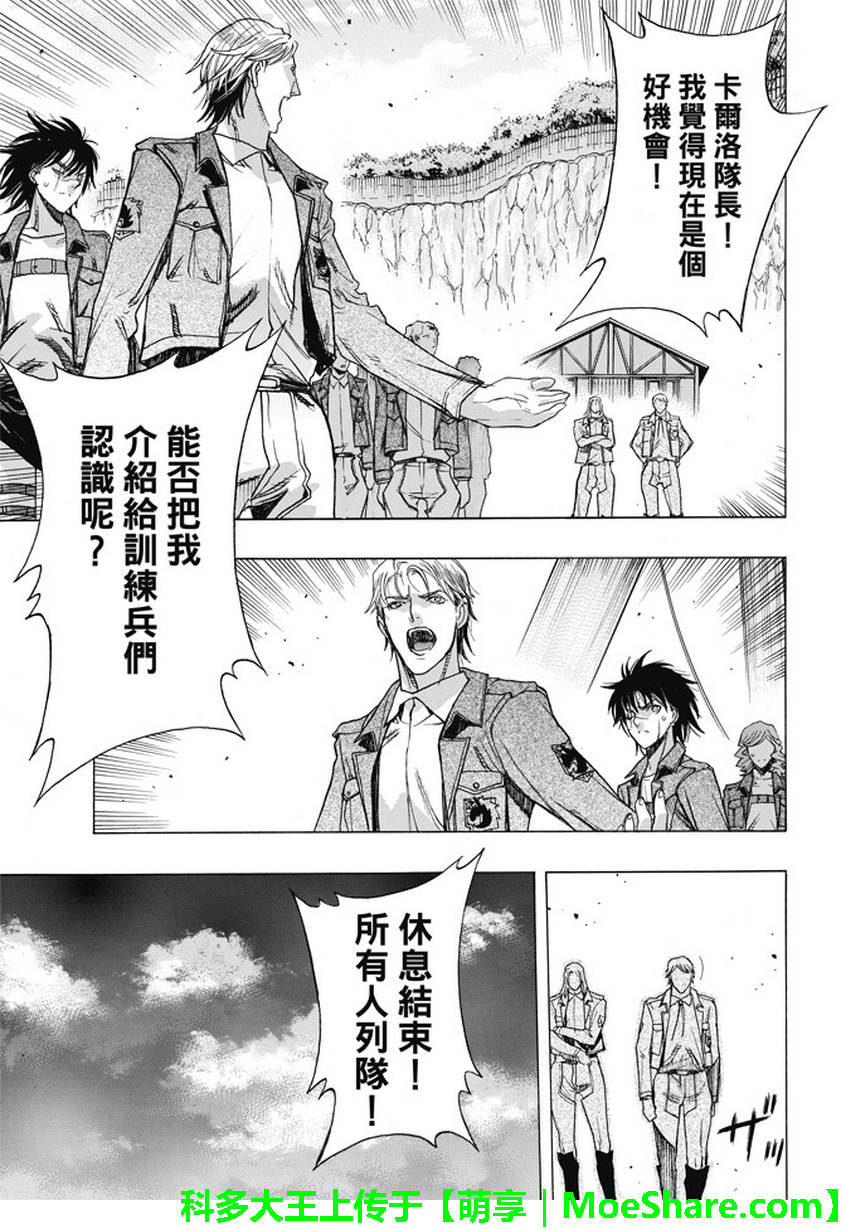 卡爾洛隊長！
我覺得現在是個
好機會！
能否把我
介紹給訓練兵們
認識呢？
休息結束！
所有人列隊！
ザッ
科多大王上传于【萌享｜MoeShare.com】